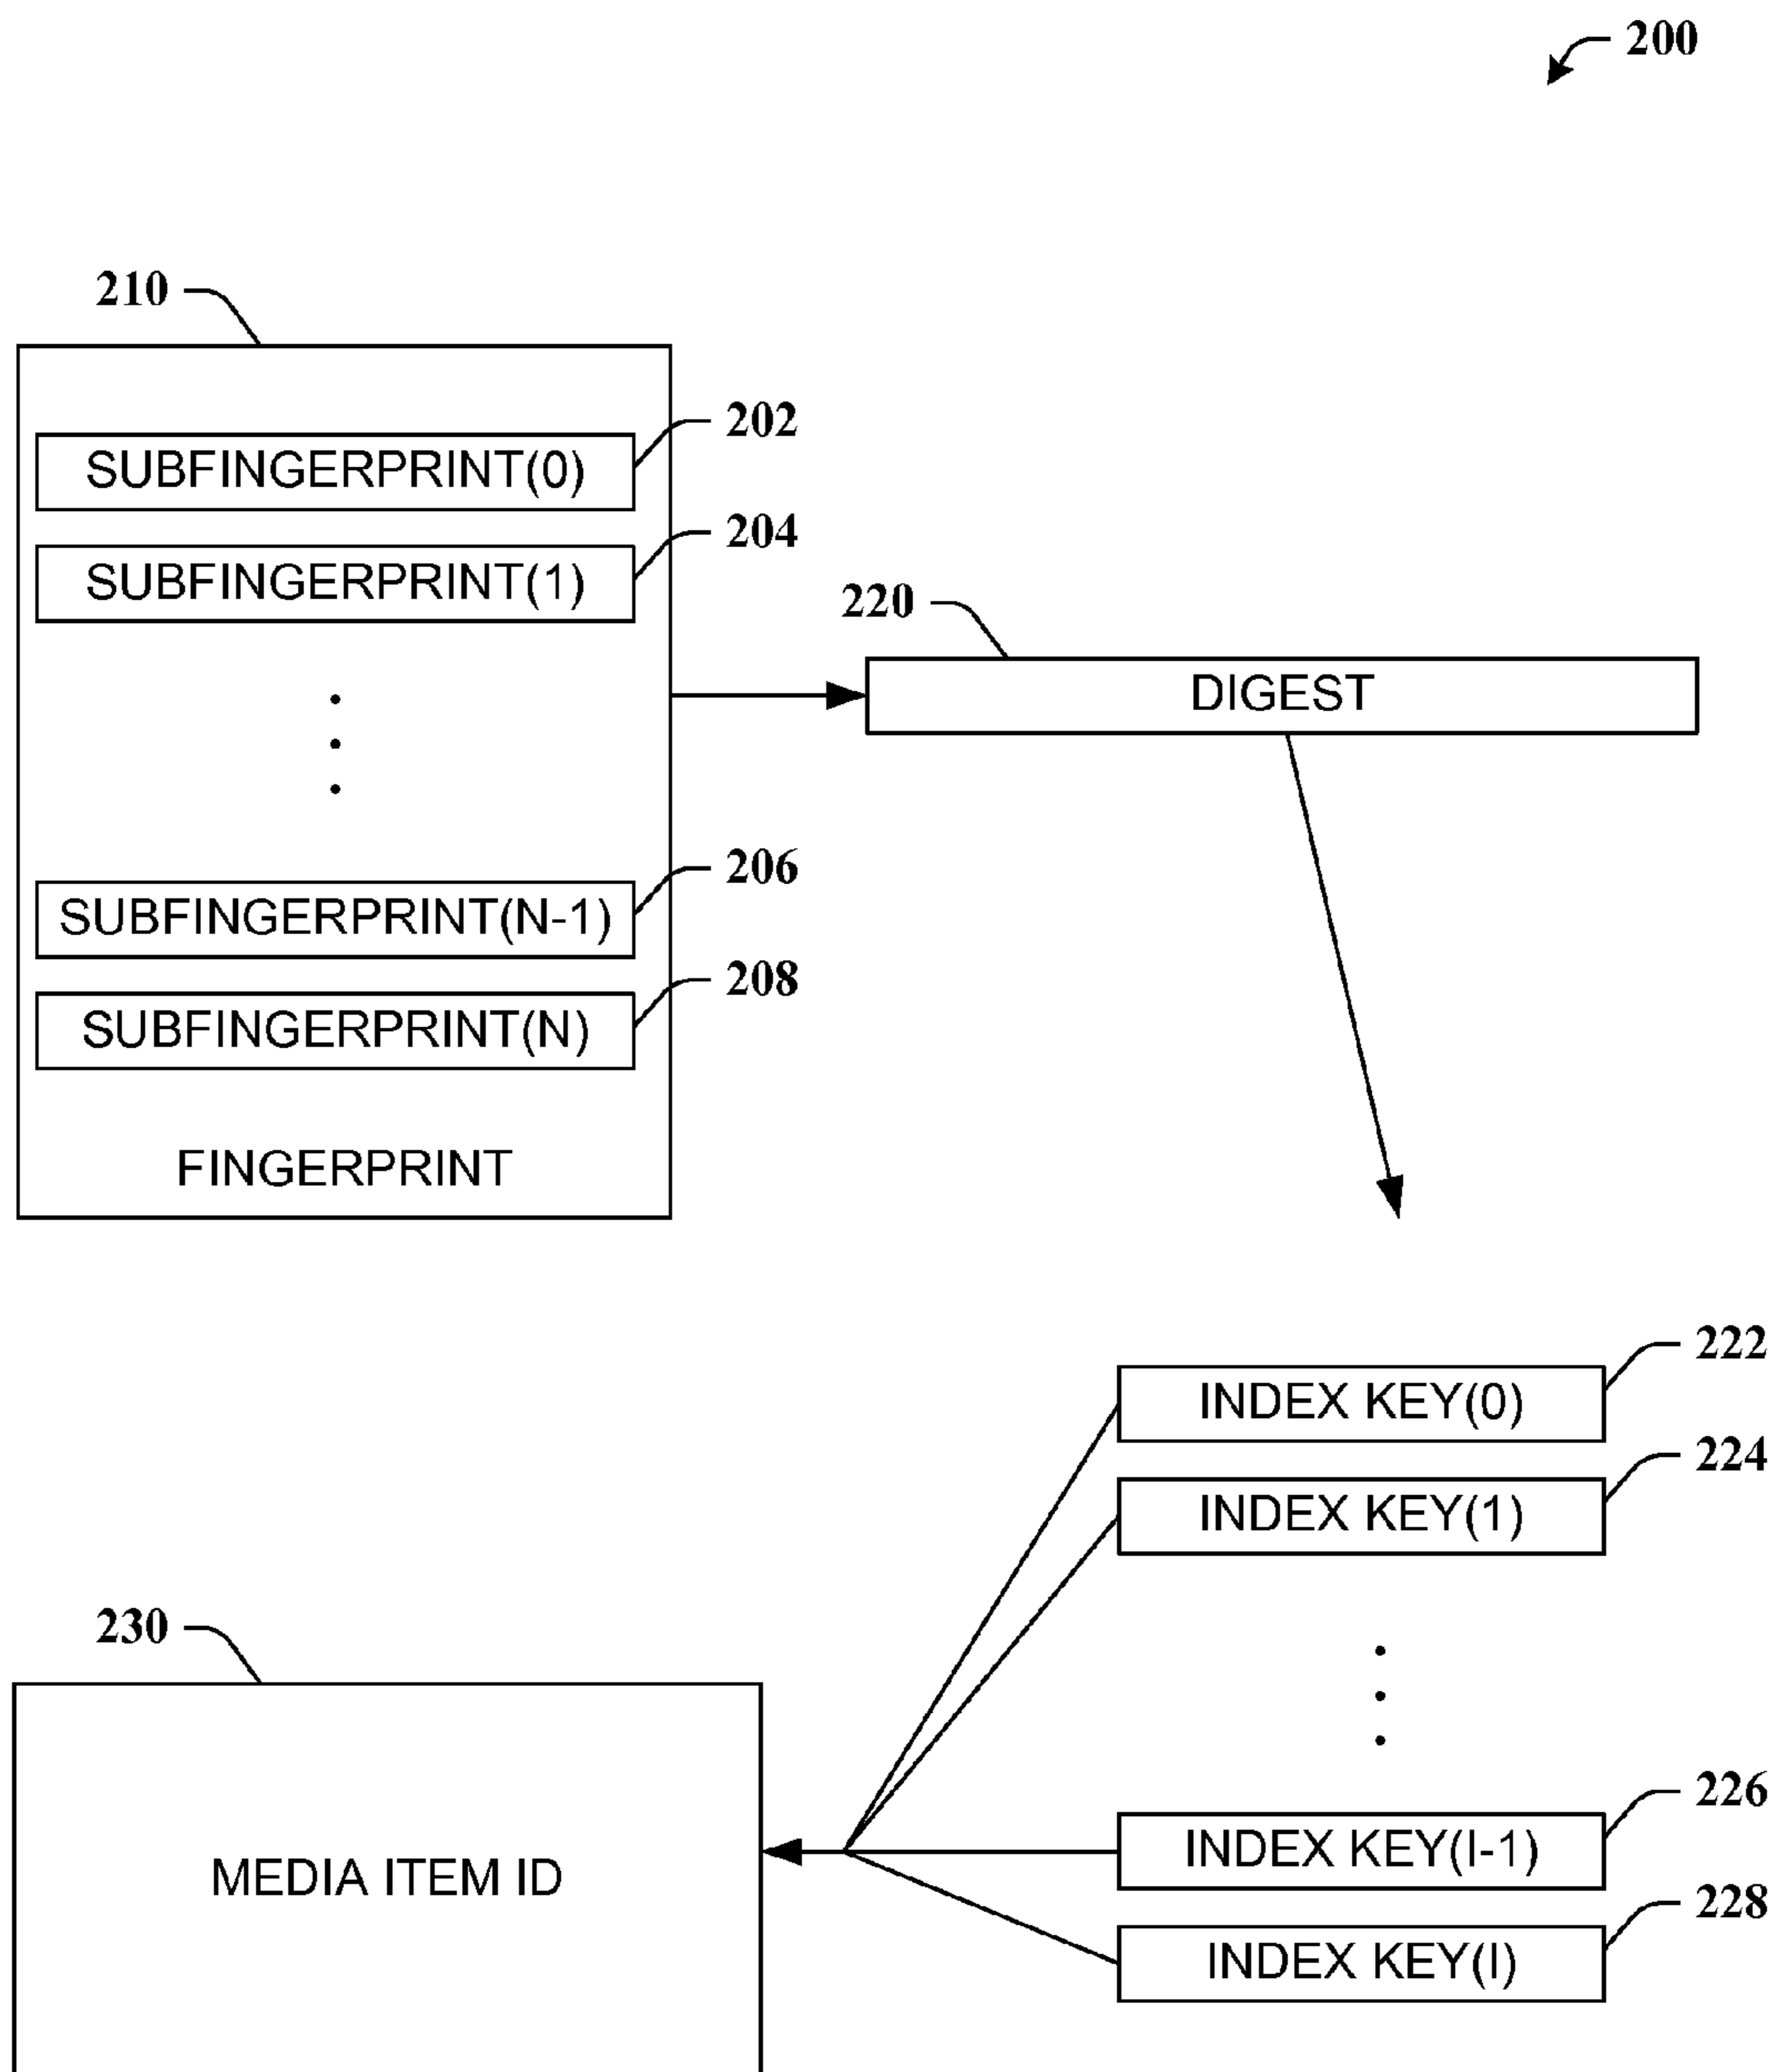 200
210
202
SUBFINGERPRINT(0)
204
SUBFINGERPRINT(1)
220
DIGEST
206
SUBFINGERPRINT(N-1)
208
SUBFINGERPRINT(N)
FINGERPRINT
222
INDEX KEY(0)
224
INDEX KEY(1)
230
226
INDEX KEY(I-1)
MEDIA ITEM ID
228
INDEX KEY(I)